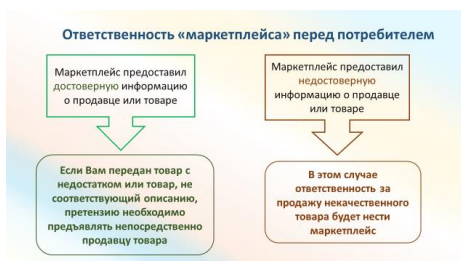 Ответственность «маркетплейса» перед потребителем
Маркетплейс предоставил
достоверную информацию
о продавце или товаре
Если Вам передан товар с
недостатком или товар, не
соответствующий описанию,
претензию необходимо
предъявлять непосредственно
продавцу товара
Маркетплейс предоставил
недостоверную
информацию о продавце
или товаре
В этом случае
ответственность за
продажу некачественного
товара будет нести
маркетплейс